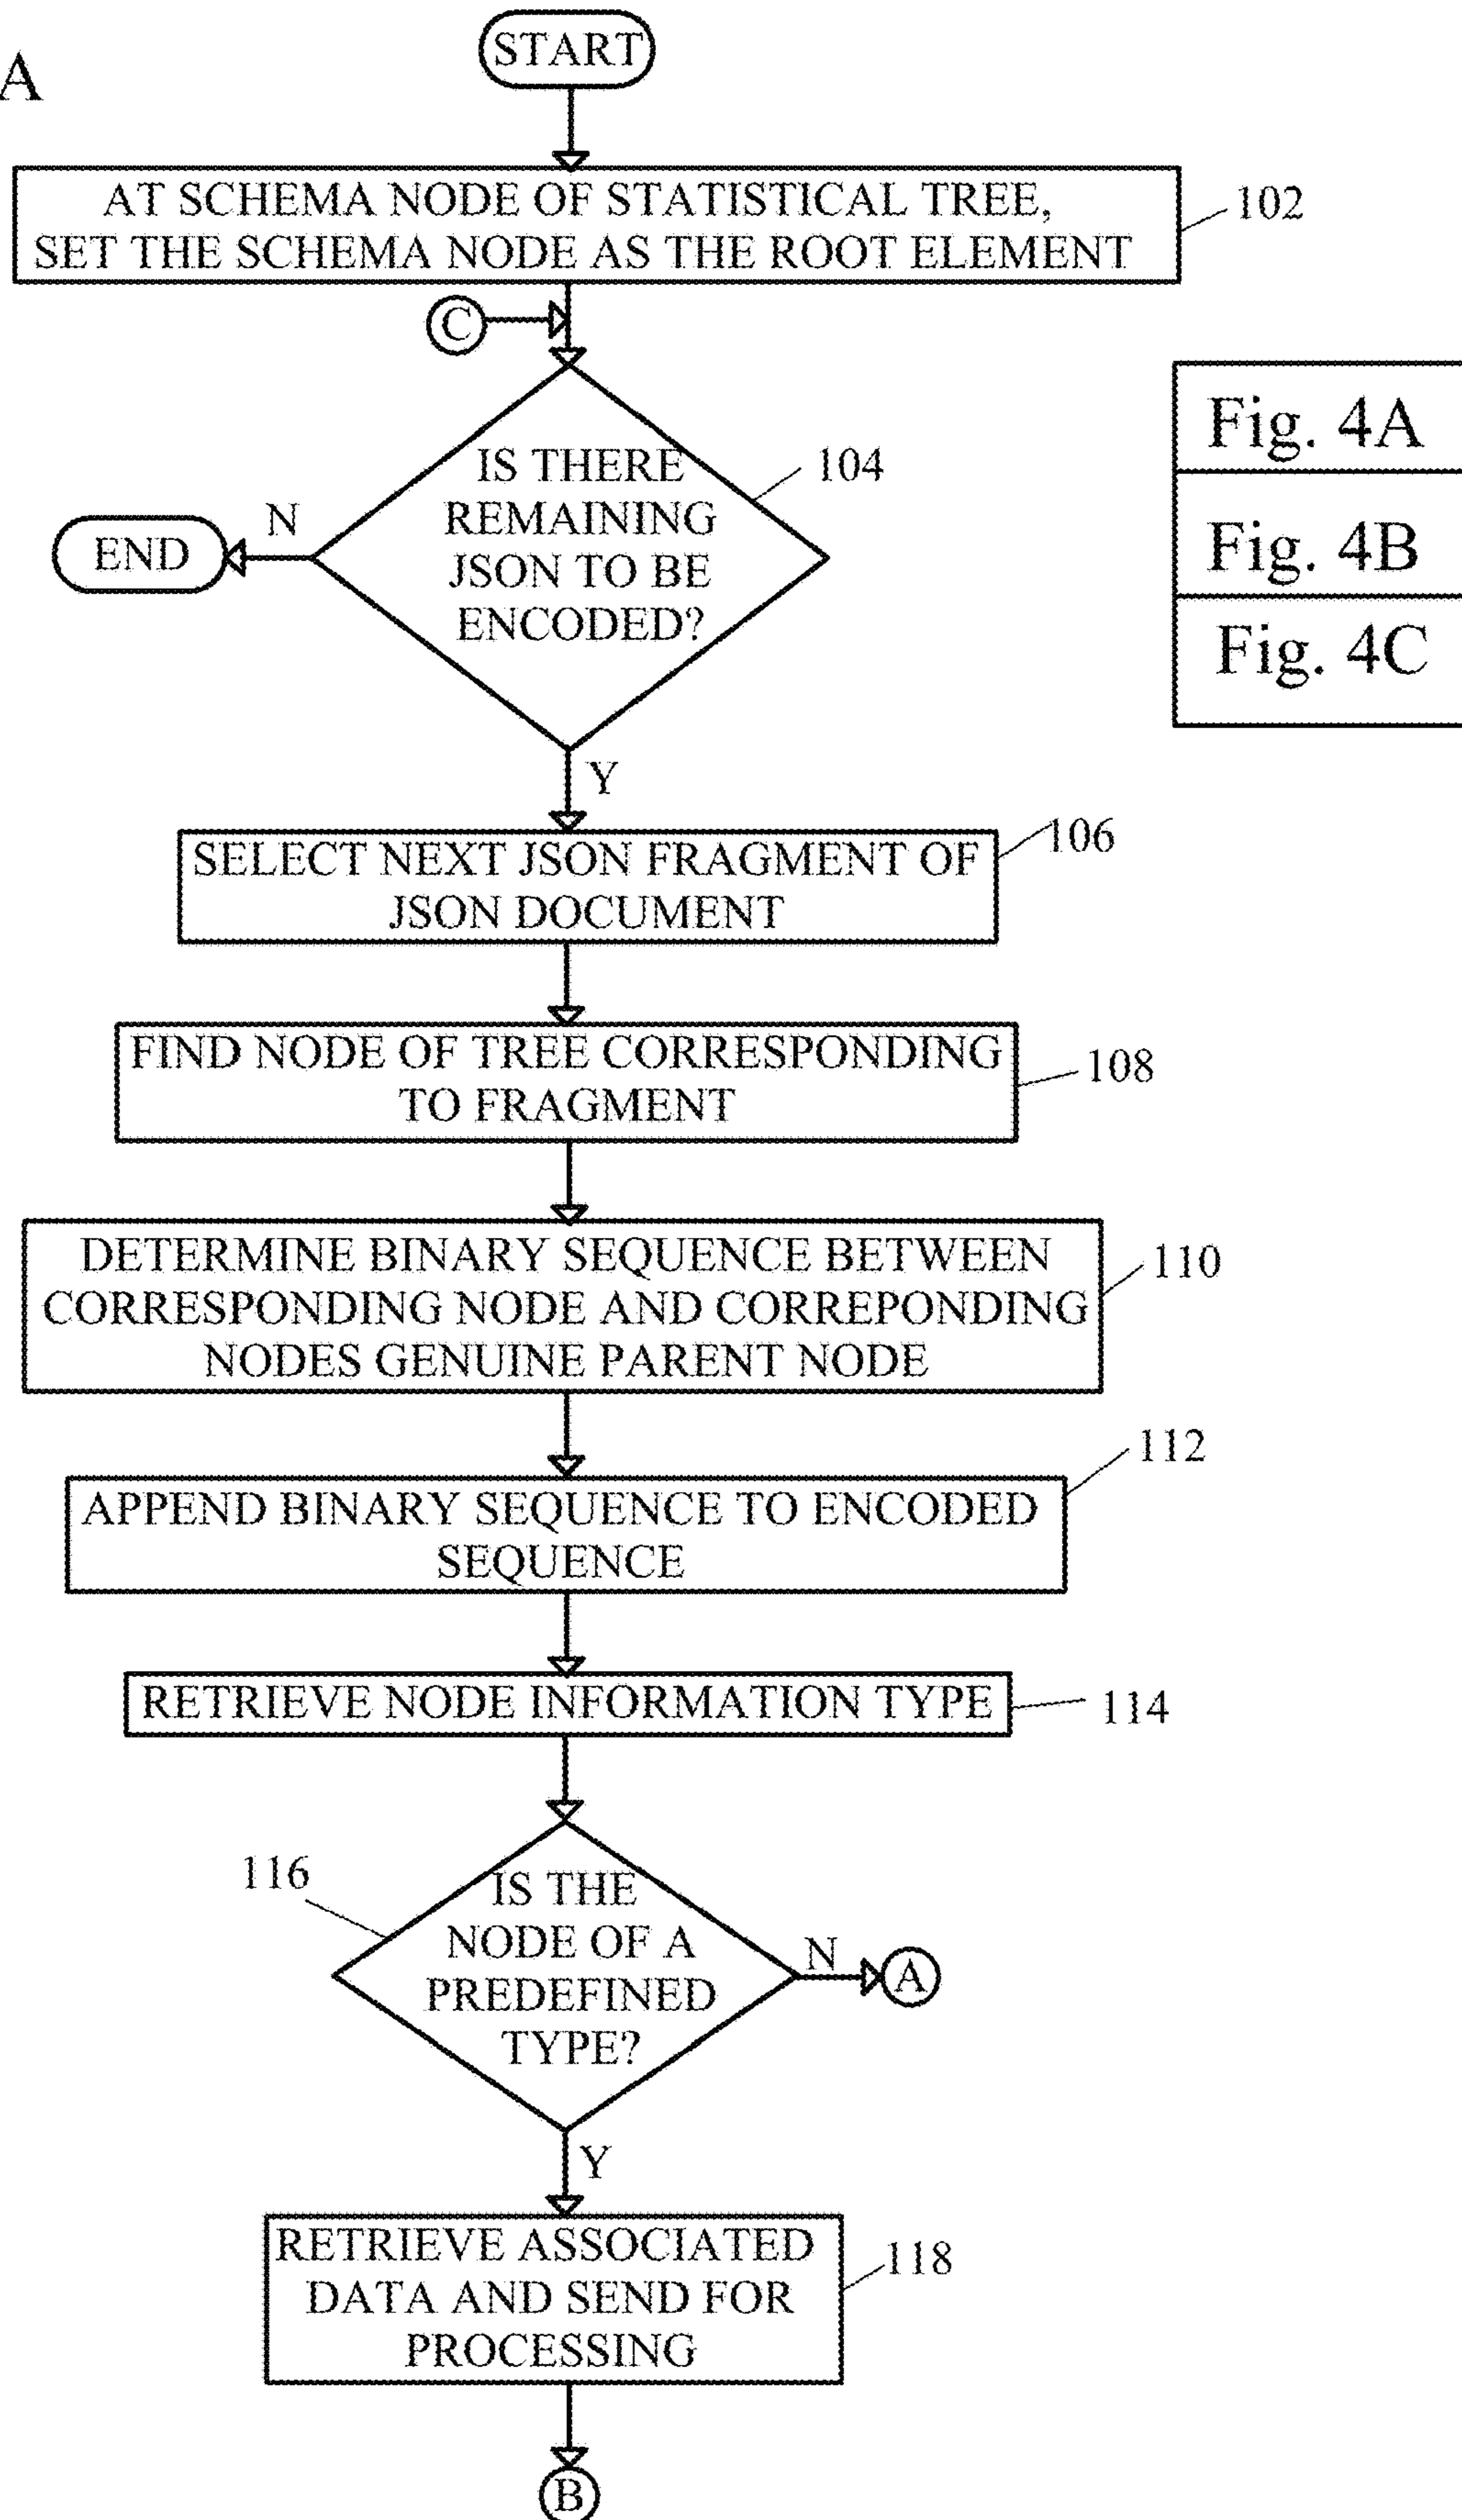 A
START
AT SCHEMA NODE OF STATISTICAL TREE,
SET THE SCHEMA NODE AS THE ROOT ELEMENT
102
C
IS THERE
REMAINING
JSON TO BE
ENCODED?
104
N
END
Fig. 4A
Fig. 4B
Fig. 4C
Y
SELECT NEXT JSON FRAGMENT OF
JSON DOCUMENT
106
FIND NODE OF TREE CORRESPONDING
TO FRAGMENT
108
DETERMINE BINARY SEQUENCE BETWEEN
CORRESPONDING NODE AND CORREPONDING
NODES GENUINE PARENT NODE
110
APPEND BINARY SEQUENCE TO ENCODED
SEQUENCE
112
RETRIEVE NODE INFORMATION TYPE
114
116
IS THE
NODE OF A
PREDEFINED
TYPE?
N
A
Y
RETRIEVE ASSOCIATED
DATA AND SEND FOR
PROCESSING
118
B